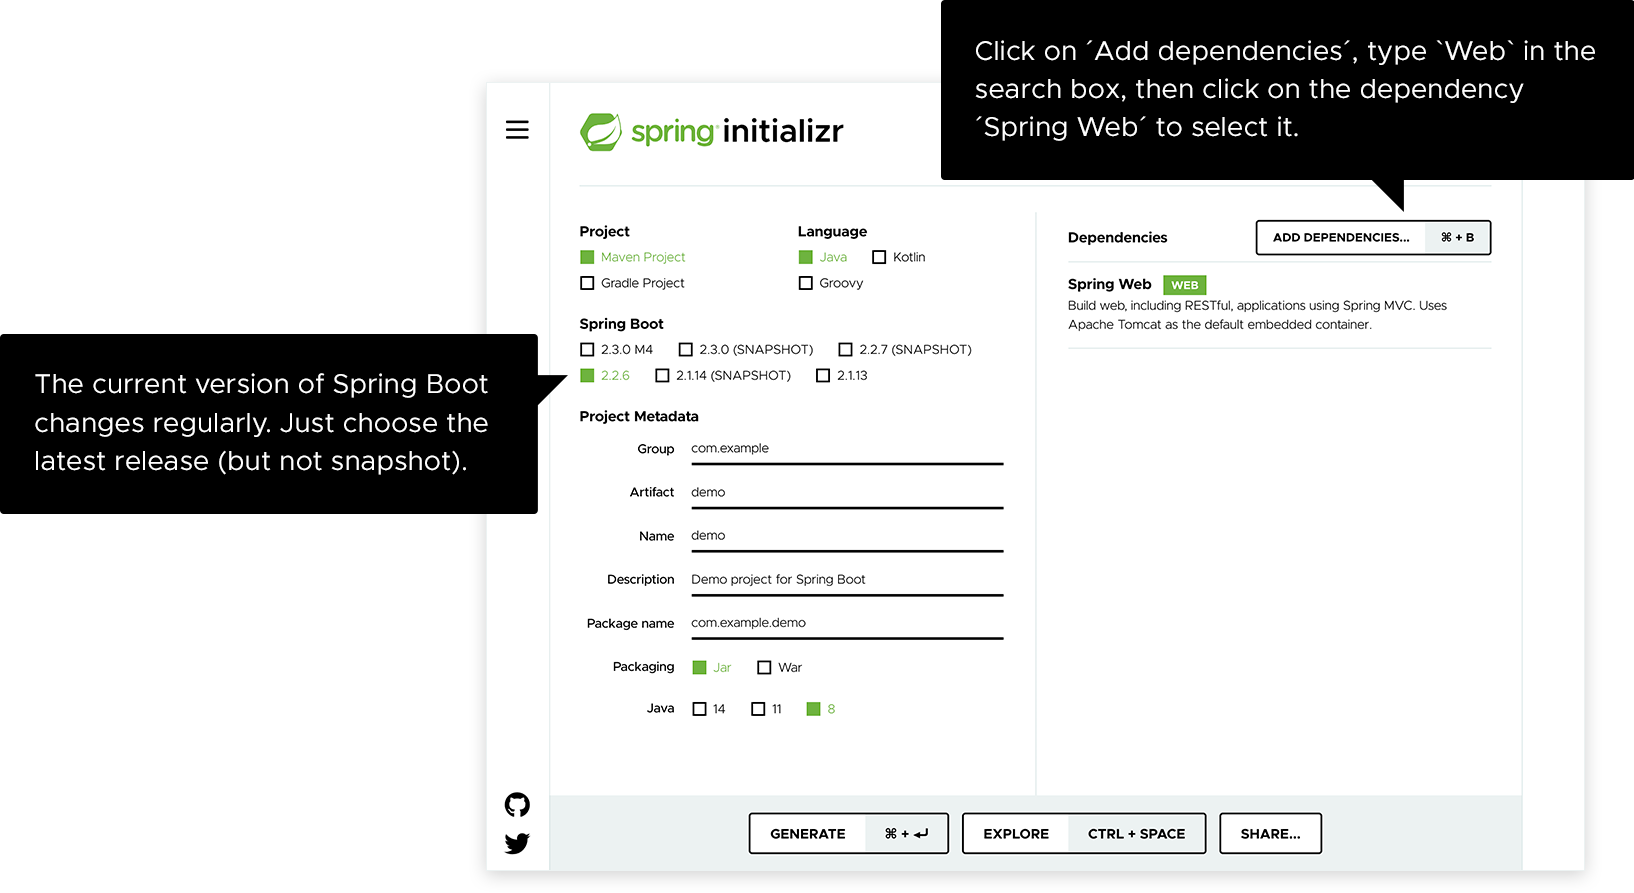 Click on ´Add dependencies´, type `Web` in the
search box, then click on the dependency
´Spring Web´ to select it.
spring initializr
Project
Maven Project
Gradle Project
Language
Java Kotlin
Groovy
Spring Boot
2.3.0 M4 2.3.0 (SNAPSHOT) 2.2.7 (SNAPSHOT)
2.2.6 2.1.14 (SNAPSHOT) 2.1.13
The current version of Spring Boot
changes regularly. Just choose the
latest release (but not snapshot).
Project Metadata
Group com.example
Artifact demo
Name demo
Description Demo project for Spring Boot
Package name com.example.demo
Packaging Jar War
Java 14 11 8
Dependencies ADD DEPENDENCIES... ⌘ + B
Spring Web WEB
Build web, including RESTful, applications using Spring MVC. Uses
Apache Tomcat as the default embedded container.
GENERATE ⌘ + ↵ EXPLORE CTRL + SPACE SHARE...